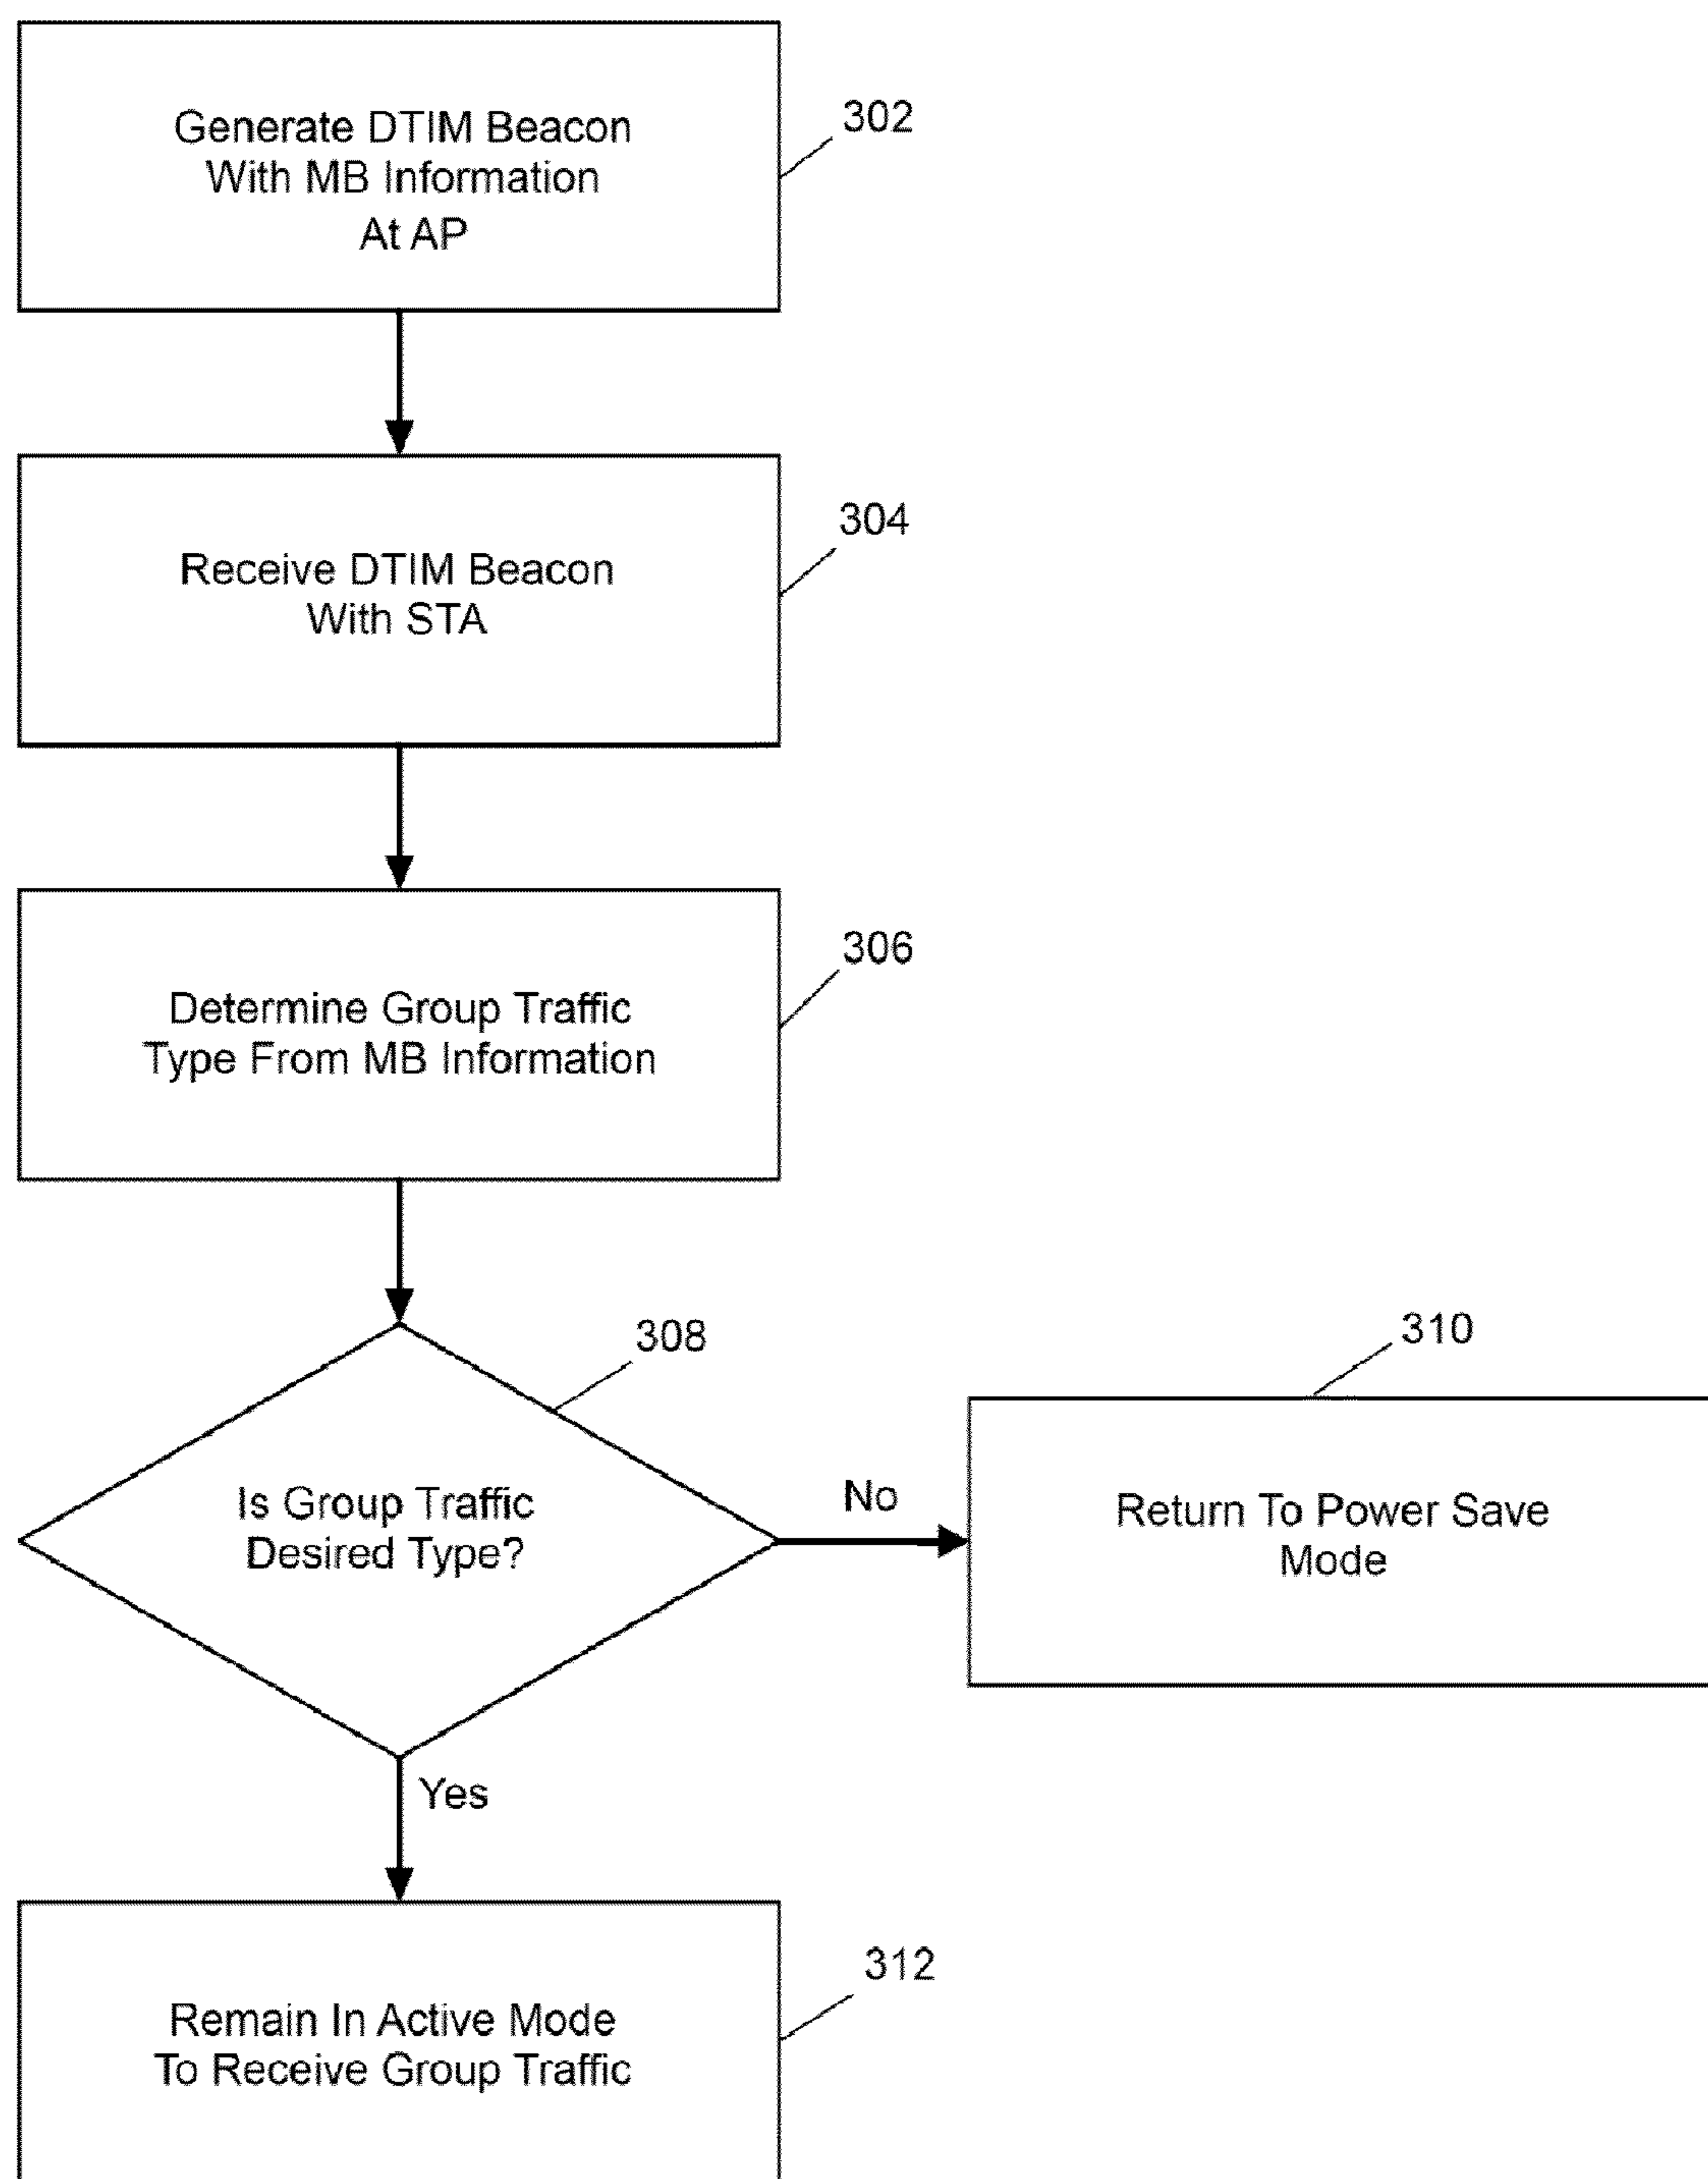 Generate DTIM Beacon
With MB Information
At AP
302
Receive DTIM Beacon
With STA
304
Determine Group Traffic
Type From MB Information
306
Is Group Traffic
Desired Type?
308
No
Return To Power Save
Mode
310
Yes
Remain In Active Mode
To Receive Group Traffic
312